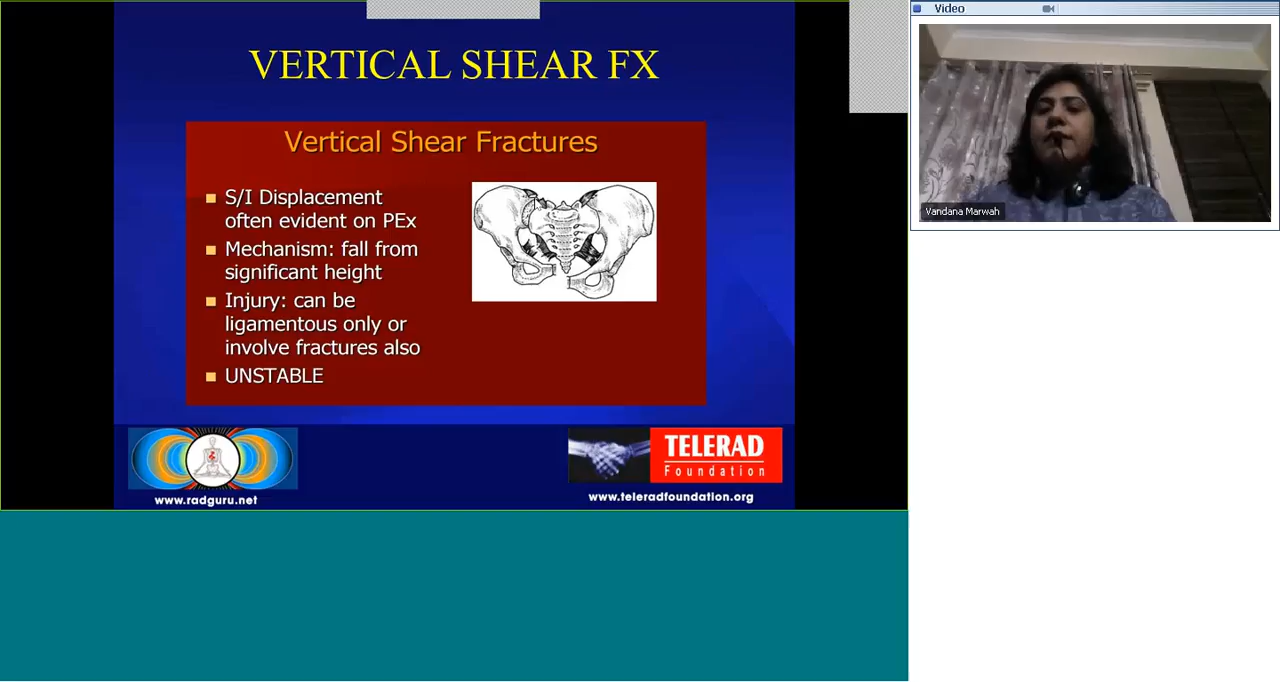 VERTICAL SHEAR FX
Vertical Shear Fractures
S/I Displacement
often evident on PEx
Mechanism: fall from
significant height
Injury: can be
ligamentous only or
involve fractures also
UNSTABLE
www.radguru.net
TELERAD
Foundation
www.teleradfoundation.org
Video
Vandana Marwah